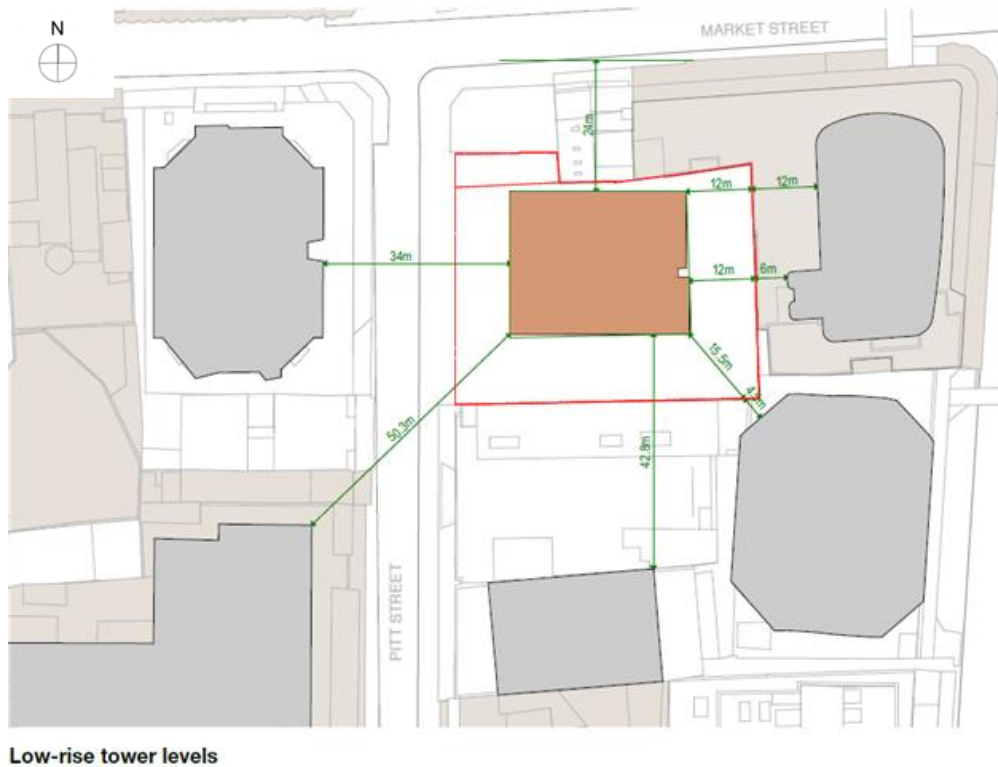 N
MARKET STREET
24m
12m
12m
34m
12m
6m
15.5m
50.3m
42.8m
PITT STREET
Low-rise tower levels